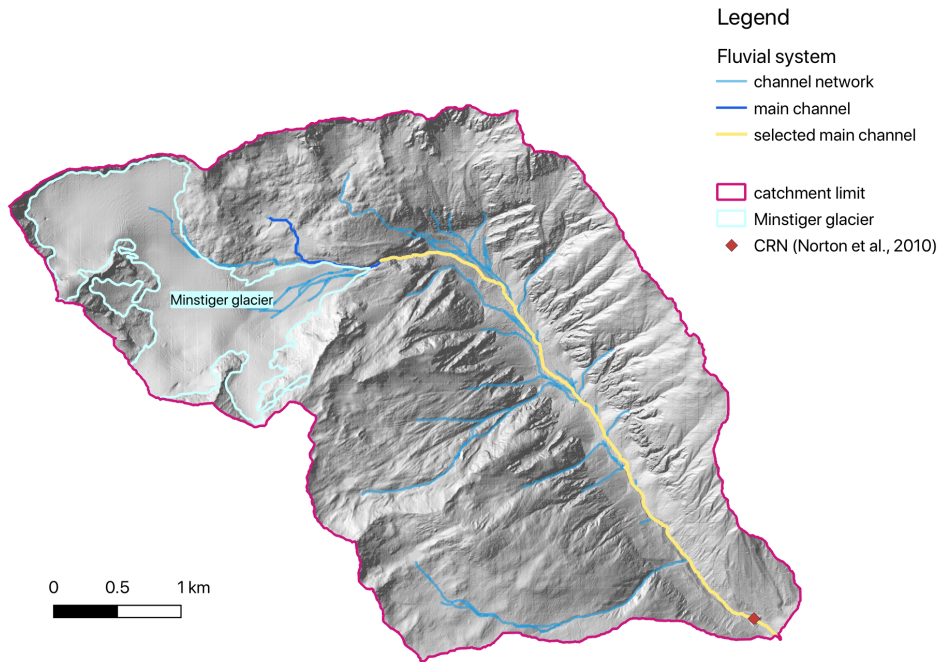 Legend
Fluvial system
channel network
main channel
selected main channel
catchment limit
Minstiger glacier
CRN (Norton et al., 2010)
Minstiger glacier
0 0.5 1 km